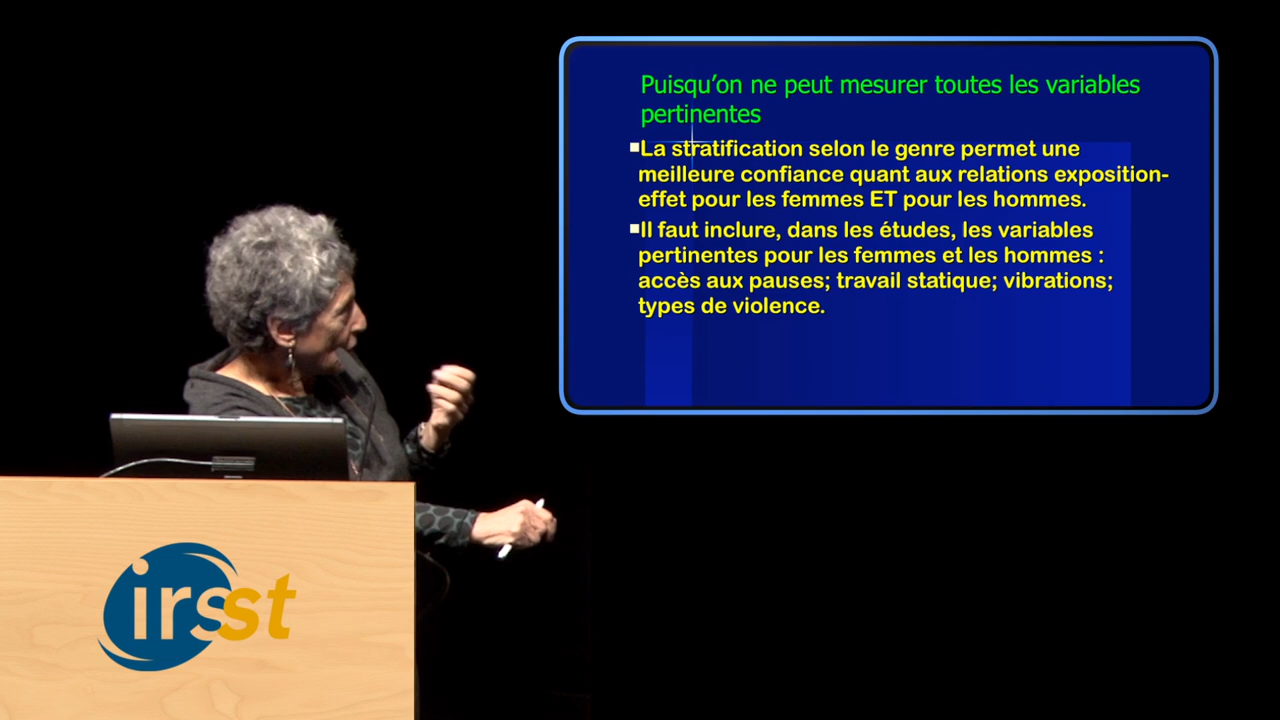 Puisqu'on ne peut mesurer toutes les variables
pertinentes
La stratification selon le genre permet une
meilleure confiance quant aux relations exposition-
effet pour les femmes ET pour les hommes.
Il faut inclure, dans les études, les variables
pertinentes pour les femmes et les hommes :
accès aux pauses; travail statique; vibrations;
types de violence.
irsst